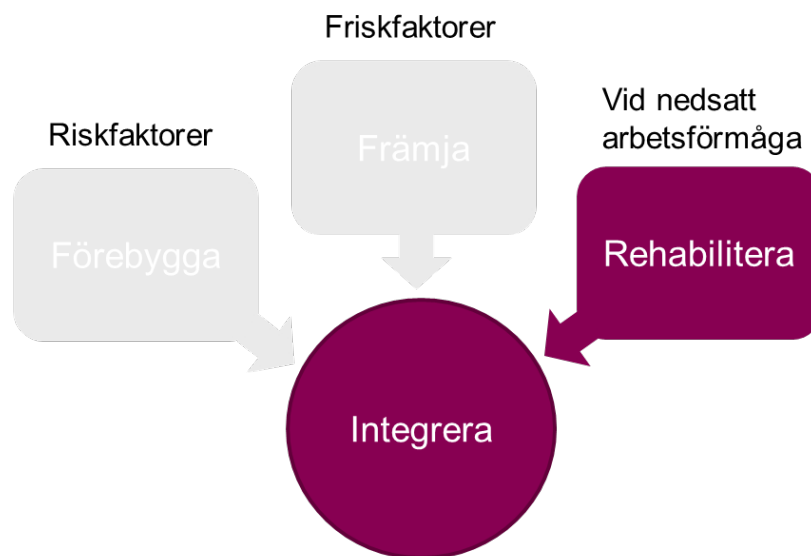 Friskfaktorer
Främja
Riskfaktorer
Förebygga
Vid nedsatt
arbetsförmåga
Rehabilitera
Integrera